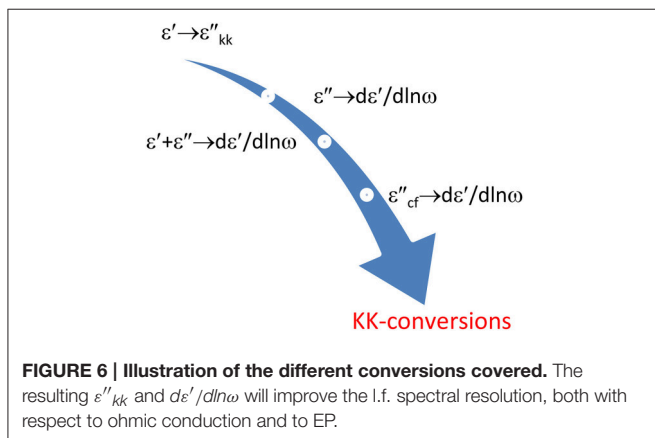 ε′→ε″kk
ε″→dε′/dlnω
ε′+ε″→dε′/dlnω
ε″cf→dε′/dlnω
KK-conversions
FIGURE 6 | Illustration of the different conversions covered. The
resulting ε″kk and dε′/dlnω will improve the l.f. spectral resolution, both with
respect to ohmic conduction and to EP.